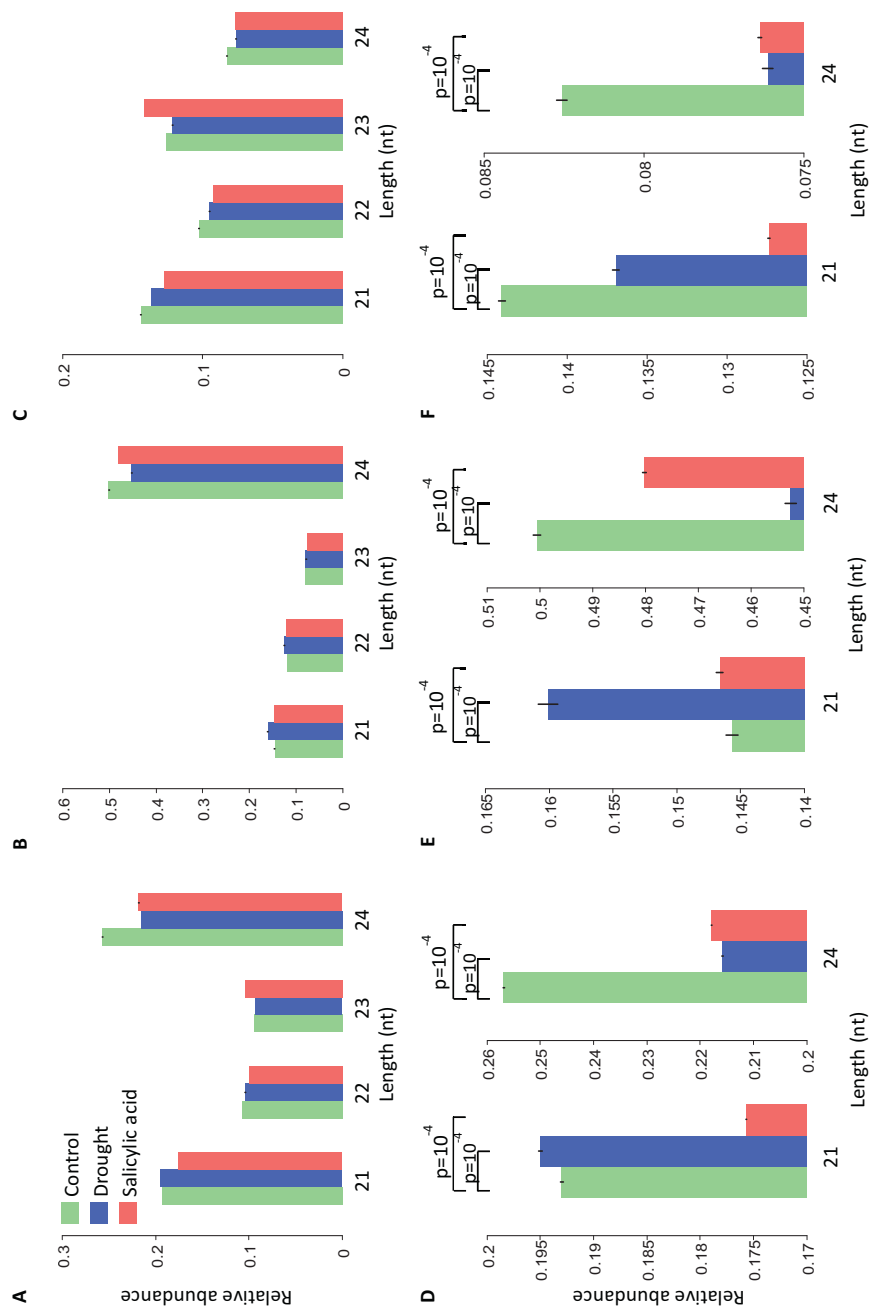 A
Control
Drought
Salicylic acid
Relative abundance
0.3
0.2
0.1
0
21 22 23 24
Length (nt)
B
0.6
0.5
0.4
0.3
0.2
0.1
0
21 22 23 24
Length (nt)
C
0.2
0.1
0
21 22 23 24
Length (nt)
D
Relative abundance
0.2
0.195
0.19
0.185
0.18
0.175
0.17
p=10-4
p=10-4
21
0.26
0.25
0.24
0.23
0.22
0.21
0.2
p=10-4
p=10-4
24
Length (nt)
E
0.165
0.16
0.155
0.15
0.145
0.14
p=10-4
p=10-4
21
0.51
0.5
0.49
0.48
0.47
0.46
0.45
p=10-4
p=10-4
24
Length (nt)
F
0.145
0.14
0.135
0.13
0.125
p=10-4
p=10-4
21
0.085
0.08
0.075
p=10-4
p=10-4
24
Length (nt)